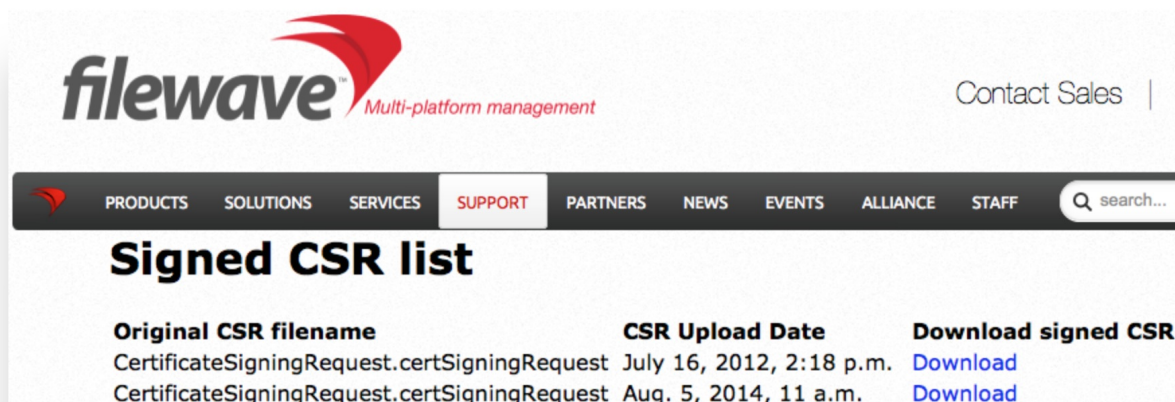 filewave™
Multi-platform management
Contact Sales |
PRODUCTS SOLUTIONS SERVICES SUPPORT PARTNERS NEWS EVENTS ALLIANCE STAFF search...
Signed CSR list
Original CSR filename CSR Upload Date Download signed CSR
CertificateSigningRequest.certSigningRequest July 16, 2012, 2:18 p.m. Download
CertificateSigningRequest.certSigningRequest Aug. 5, 2014, 11 a.m. Download